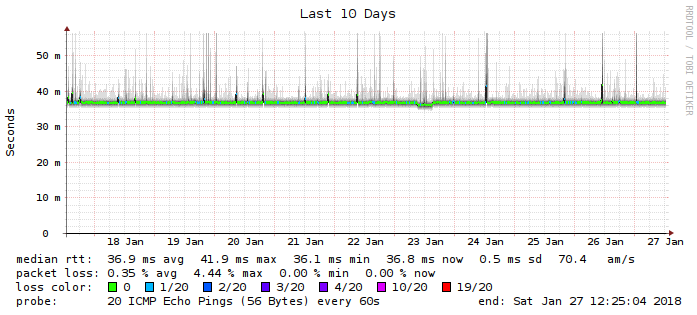 Last 10 Days
RRDTOOL / TOBI OETIKER
Seconds
50 m
40 m
30 m
20 m
10 m
0
18 Jan 19 Jan 20 Jan 21 Jan 22 Jan 23 Jan 24 Jan 25 Jan 26 Jan 27 Jan
median rtt: 36.9 ms avg 41.9 ms max 36.1 ms min 36.8 ms now 0.5 ms sd 70.4 am/s
packet loss: 0.35 % avg 4.44 % max 0.00 % min 0.00 % now
loss color: 0 1/20 2/20 3/20 4/20 10/20 19/20
probe: 20 ICMP Echo Pings (56 Bytes) every 60s end: Sat Jan 27 12:25:04 2018